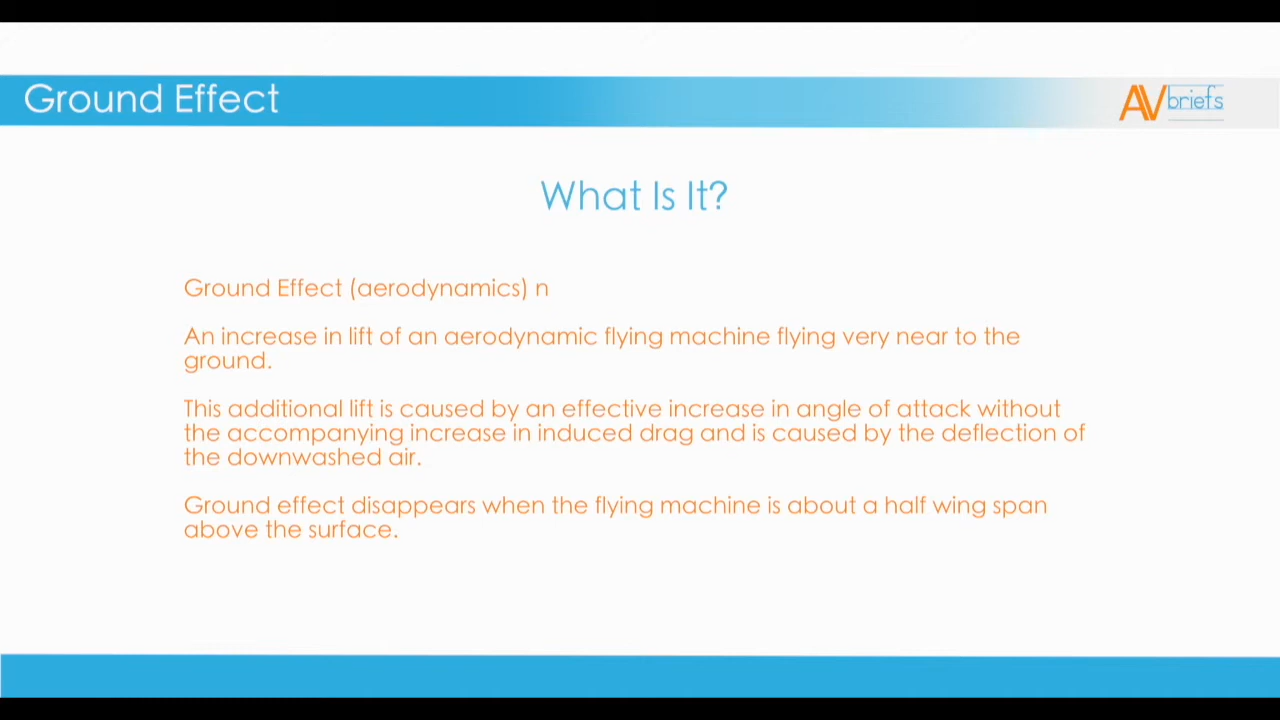 Ground Effect
AVbriefs
What Is It?
Ground Effect (aerodynamics) n
An increase in lift of an aerodynamic flying machine flying very near to the
ground.
This additional lift is caused by an effective increase in angle of attack without
the accompanying increase in induced drag and is caused by the deflection of
the downwashed air.
Ground effect disappears when the flying machine is about a half wing span
above the surface.